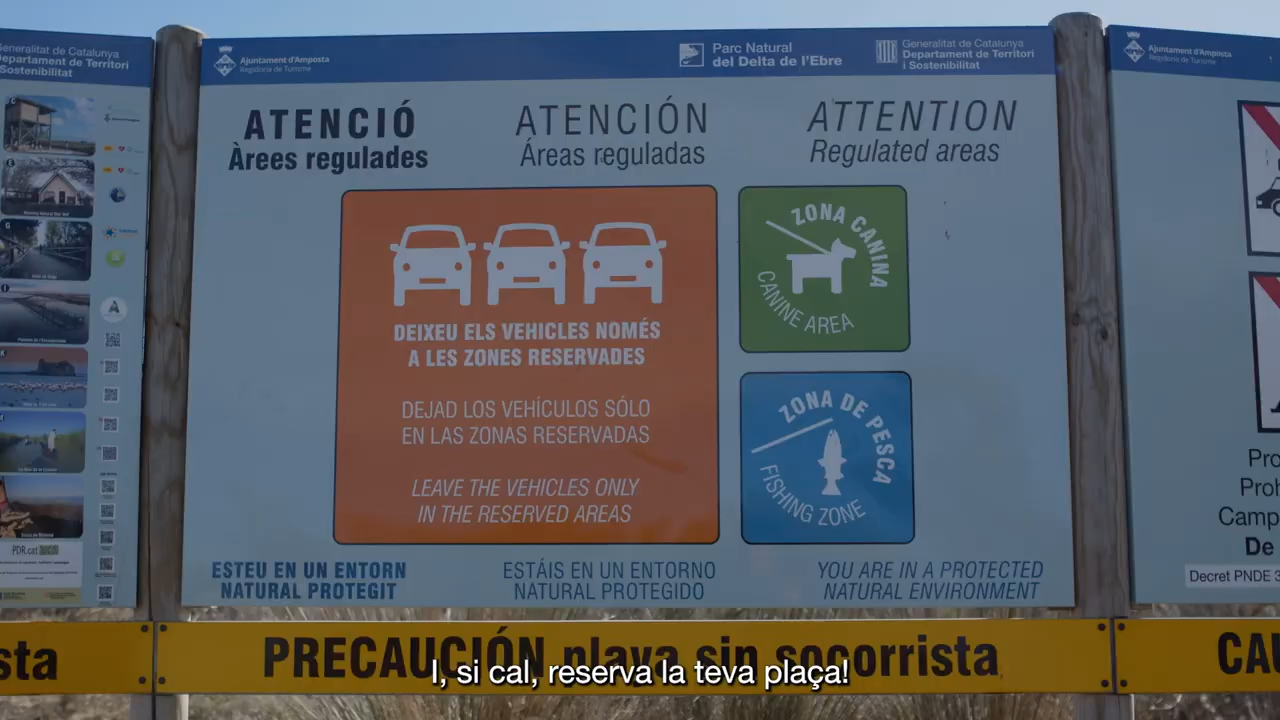 Generalitat de Catalunya
Departament de Territori
i Sostenibilitat
PDR.cat
Ajuntament d'Amposta
Regidoria de Turisme
Parc Natural
del Delta de l'Ebre
Generalitat de Catalunya
Departament de Territori
i Sostenibilitat
ATENCIÓ
Àrees regulades
ATENCIÓN
Áreas reguladas
ATTENTION
Regulated areas
DEIXEU ELS VEHICLES NOMÉS
A LES ZONES RESERVADES
DEJAD LOS VEHÍCULOS SÓLO
EN LAS ZONAS RESERVADAS
LEAVE THE VEHICLES ONLY
IN THE RESERVED AREAS
ZONA CANINA
CANINE AREA
ZONA DE PESCA
FISHING ZONE
ESTEU EN UN ENTORN
NATURAL PROTEGIT
ESTÁIS EN UN ENTORNO
NATURAL PROTEGIDO
YOU ARE IN A PROTECTED
NATURAL ENVIRONMENT
Ajuntament d'Amposta
Regidoria de Turisme
Pro
Proh
Camp
De
Decret PNDE 3
sta
PRECAUCIÓN playa sin socorrista
CAU
I, si cal, reserva la teva plaça!